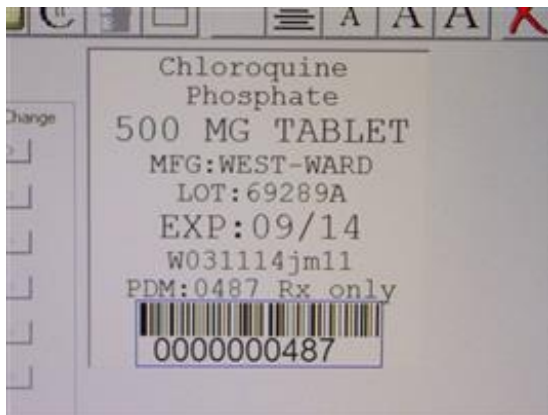 A A A
Change
Chloroquine
Phosphate
500 MG TABLET
MFG:WEST-WARD
LOT:69289A
EXP:09/14
W031114jm11
PDM:0487 Rx only
0000000487